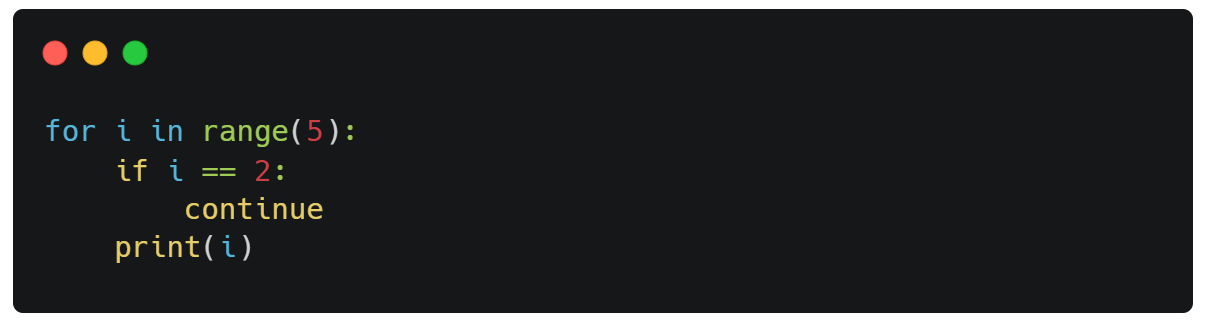 for i in range(5):
    if i == 2:
        continue
    print(i)